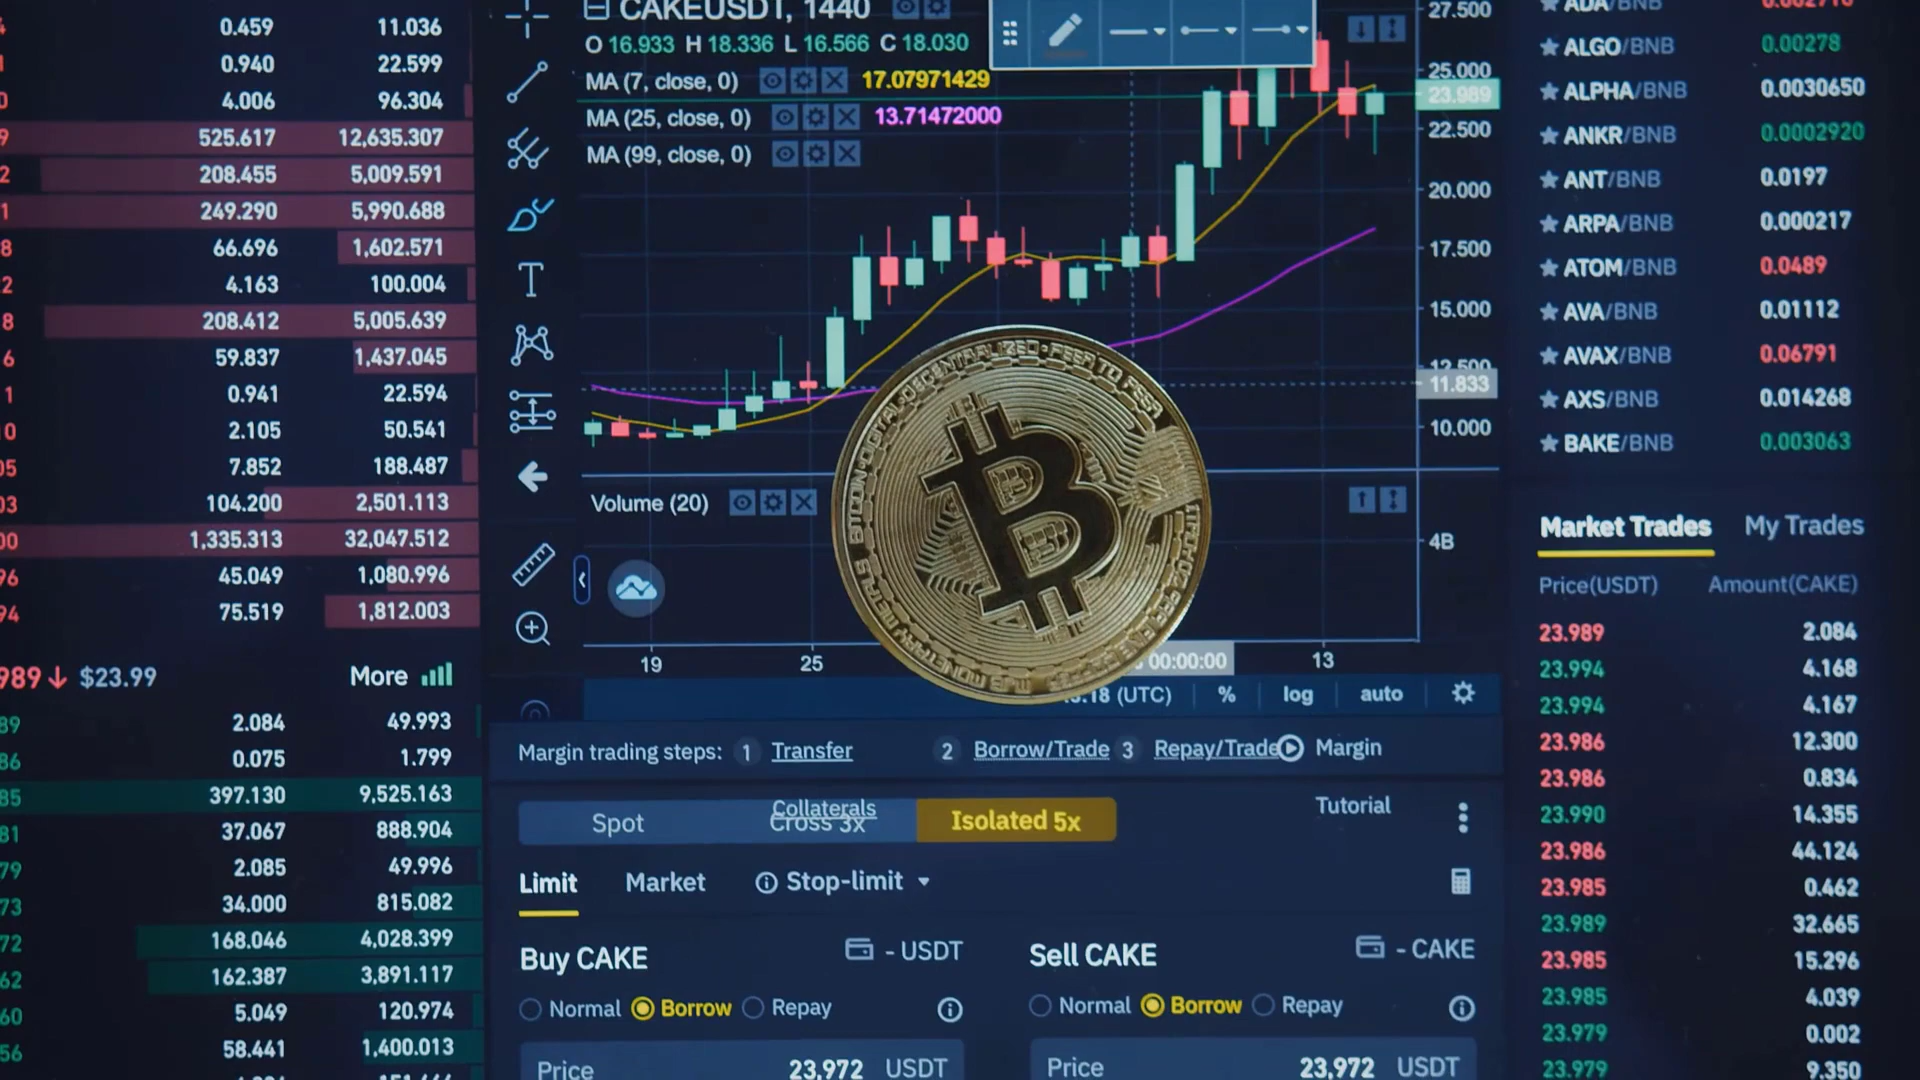 0.459 11.036
0.940 22.599
4.006 96.304
525.617 12,635.307
208.455 5,009.591
249.290 5,990.688
66.696 1,602.571
4.163 100.004
208.412 5,005.639
59.837 1,437.045
0.941 22.594
2.105 50.541
7.852 188.487
104.200 2,501.113
1,335.313 32,047.512
45.049 1,080.996
75.519 1,812.003
989↓ $23.99 More
2.084 49.993
0.075 1.799
397.130 9,525.163
37.067 888.904
2.085 49.996
34.000 815.082
168.046 4,028.399
162.387 3,891.117
5.049 120.974
58.441 1,400.013
CAKEUSDT, 1440
O 16.933 H 18.336 L 16.566 C 18.030
MA (7, close, 0) 17.07971429
MA (25, close, 0) 13.71472000
MA (99, close, 0)
27.500
25.000
23.989
22.500
20.000
17.500
15.000
12.500
11.833
10.000
Volume (20)
4B
19 25 00:00:00 13
BITCOIN·DIGITAL·DECENTRALIZED·PEER TO PEER
18 (UTC) % log auto
Margin trading steps: 1 Transfer 2 Borrow/Trade 3 Repay/Trade Margin
Tutorial
Collaterals
Spot Cross 3x Isolated 5x
Limit Market Stop-limit
Buy CAKE - USDT Sell CAKE - CAKE
Normal Borrow Repay Normal Borrow Repay
Price 23,972 USDT Price 23,972 USDT
ADA/BNB
ALGO/BNB 0.00278
ALPHA/BNB 0.0030650
ANKR/BNB 0.0002920
ANT/BNB 0.0197
ARPA/BNB 0.000217
ATOM/BNB 0.0489
AVA/BNB 0.01112
AVAX/BNB 0.06791
AXS/BNB 0.014268
BAKE/BNB 0.003063
Market Trades My Trades
Price(USDT) Amount(CAKE)
23.989 2.084
23.994 4.168
23.994 4.167
23.986 12.300
23.986 0.834
23.990 14.355
23.986 44.124
23.985 0.462
23.989 32.665
23.985 15.296
23.985 4.039
23.979 0.002
23.979 9.350